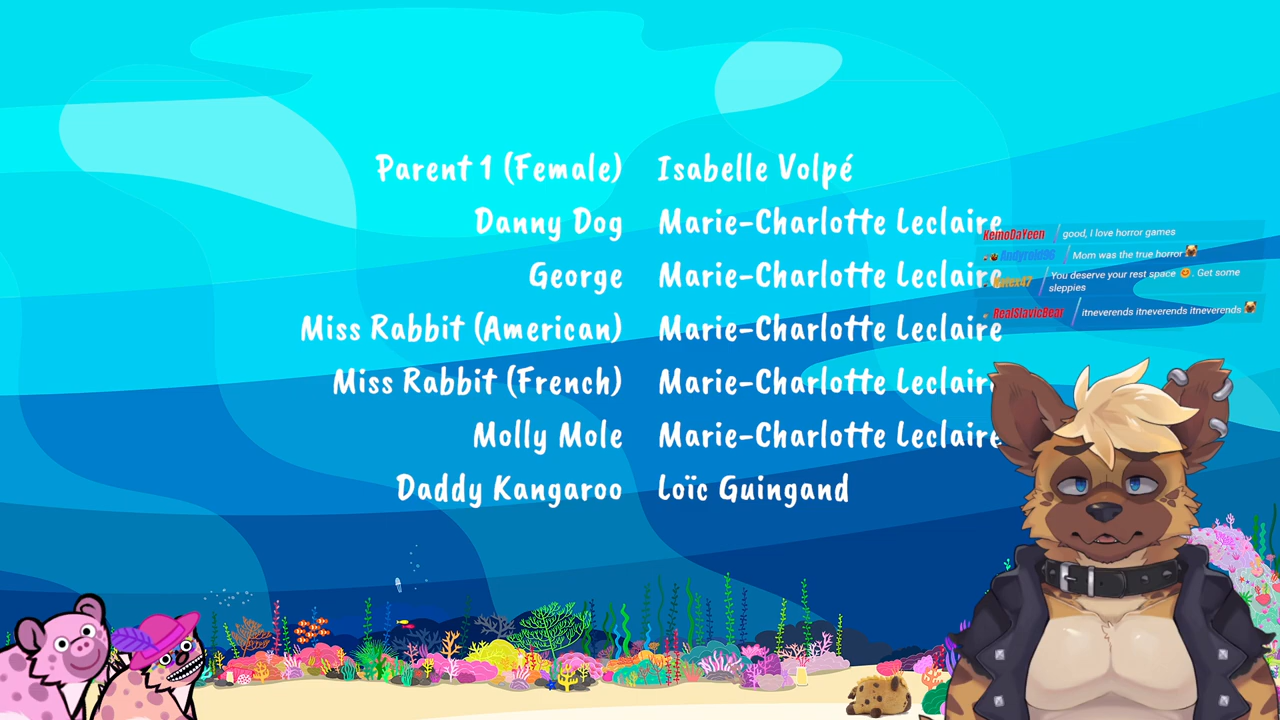 Parent 1 (Female) Isabelle Volpé
Danny Dog Marie-Charlotte Leclaire
George Marie-Charlotte Leclaire
Miss Rabbit (American) Marie-Charlotte Leclaire
Miss Rabbit (French) Marie-Charlotte Leclaire
Molly Mole Marie-Charlotte Leclaire
Daddy Kangaroo Loïc Guingand
KemoDaYeen good, I love horror games
Andyroid96 Mom was the true horror
You deserve your rest space 😊. Get some
sleppies
RealSlavicBear itneverends itneverends itneverends